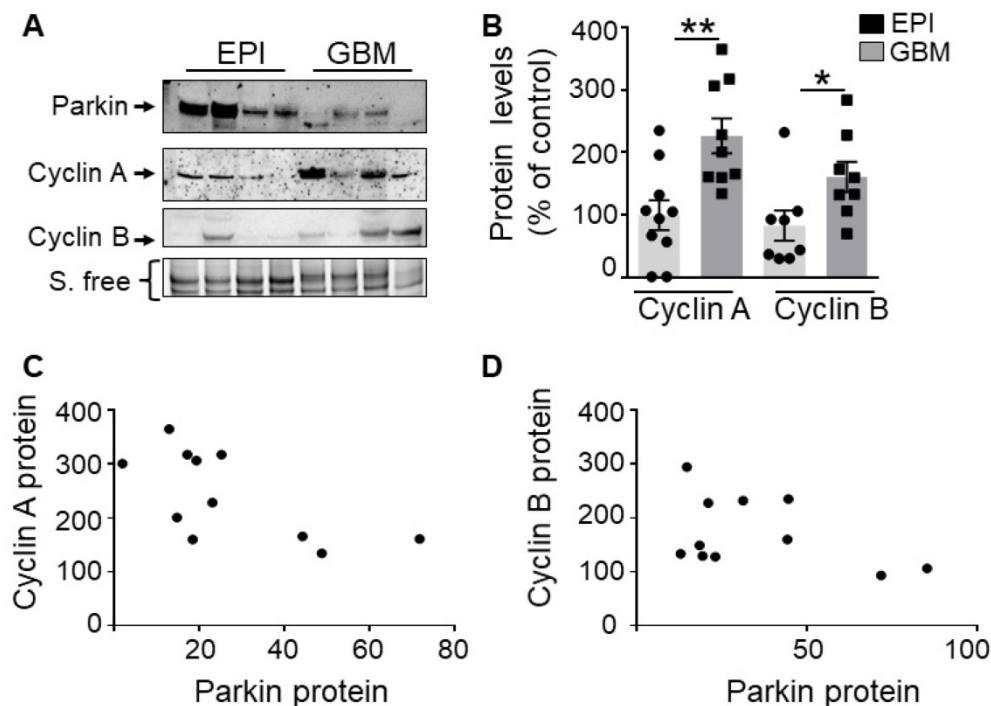 A
EPI GBM
Parkin
Cyclin A
Cyclin B
S. free
B
EPI
GBM
** *
Protein levels
(% of control)
400
300
200
100
0
Cyclin A Cyclin B
C
Cyclin A protein
400
300
200
100
0
20 40 60 80
Parkin protein
D
Cyclin B protein
400
300
200
100
0
50 100
Parkin protein